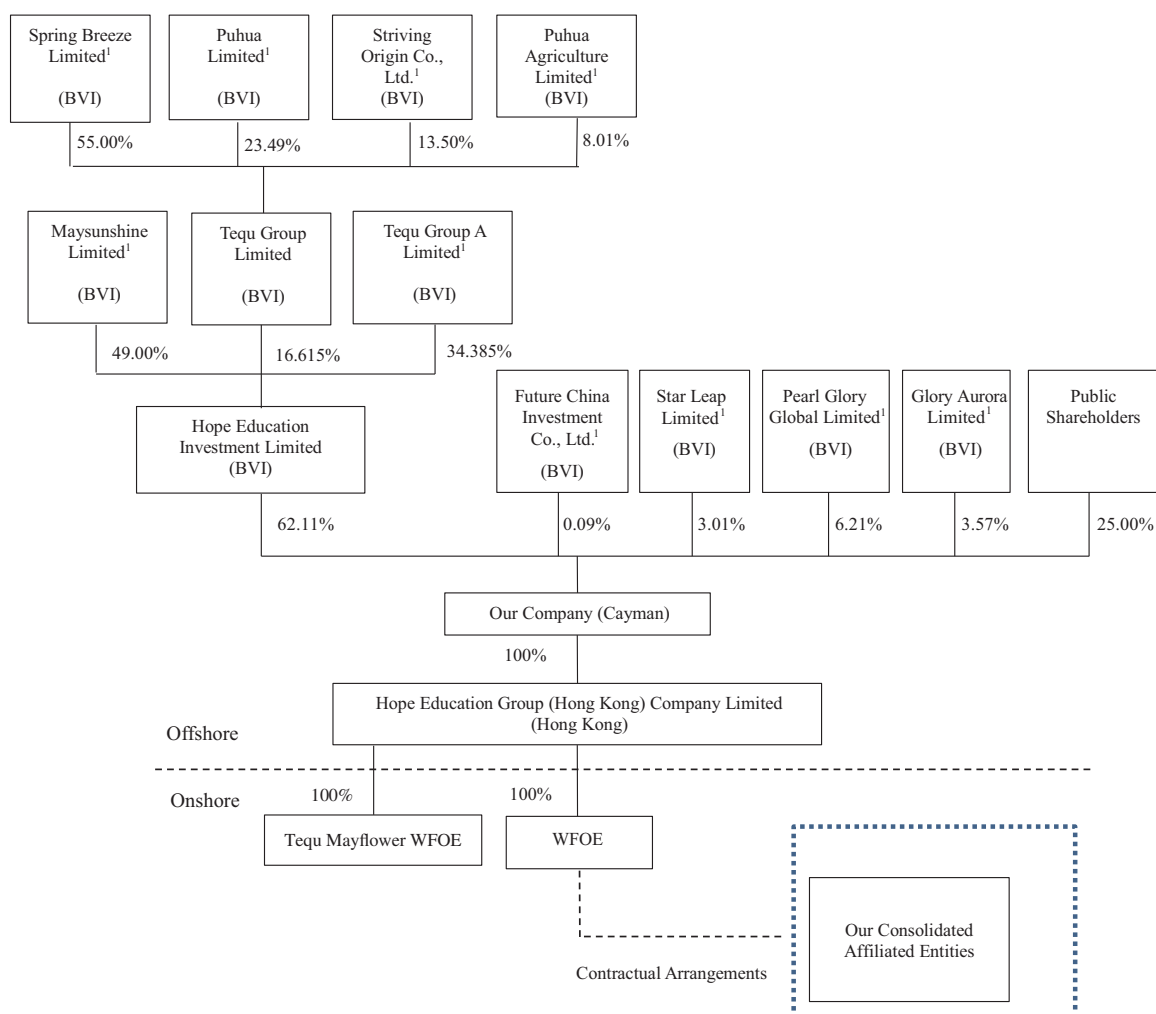 Spring Breeze
Limited¹
(BVI)
Puhua
Limited¹
(BVI)
Striving
Origin Co.,
Ltd.¹
(BVI)
Puhua
Agriculture
Limited¹
(BVI)
55.00%
23.49%
13.50%
8.01%
Maysunshine
Limited¹
(BVI)
Tequ Group
Limited
(BVI)
Tequ Group A
Limited¹
(BVI)
49.00%
16.615%
34.385%
Hope Education
Investment Limited
(BVI)
Future China
Investment
Co., Ltd.¹
(BVI)
Star Leap
Limited¹
(BVI)
Pearl Glory
Global Limited¹
(BVI)
Glory Aurora
Limited¹
(BVI)
Public
Shareholders
62.11%
0.09%
3.01%
6.21%
3.57%
25.00%
Our Company (Cayman)
100%
Hope Education Group (Hong Kong) Company Limited
(Hong Kong)
Offshore
Onshore
100%
100%
Tequ Mayflower WFOE
WFOE
Our Consolidated
Affiliated Entities
Contractual Arrangements